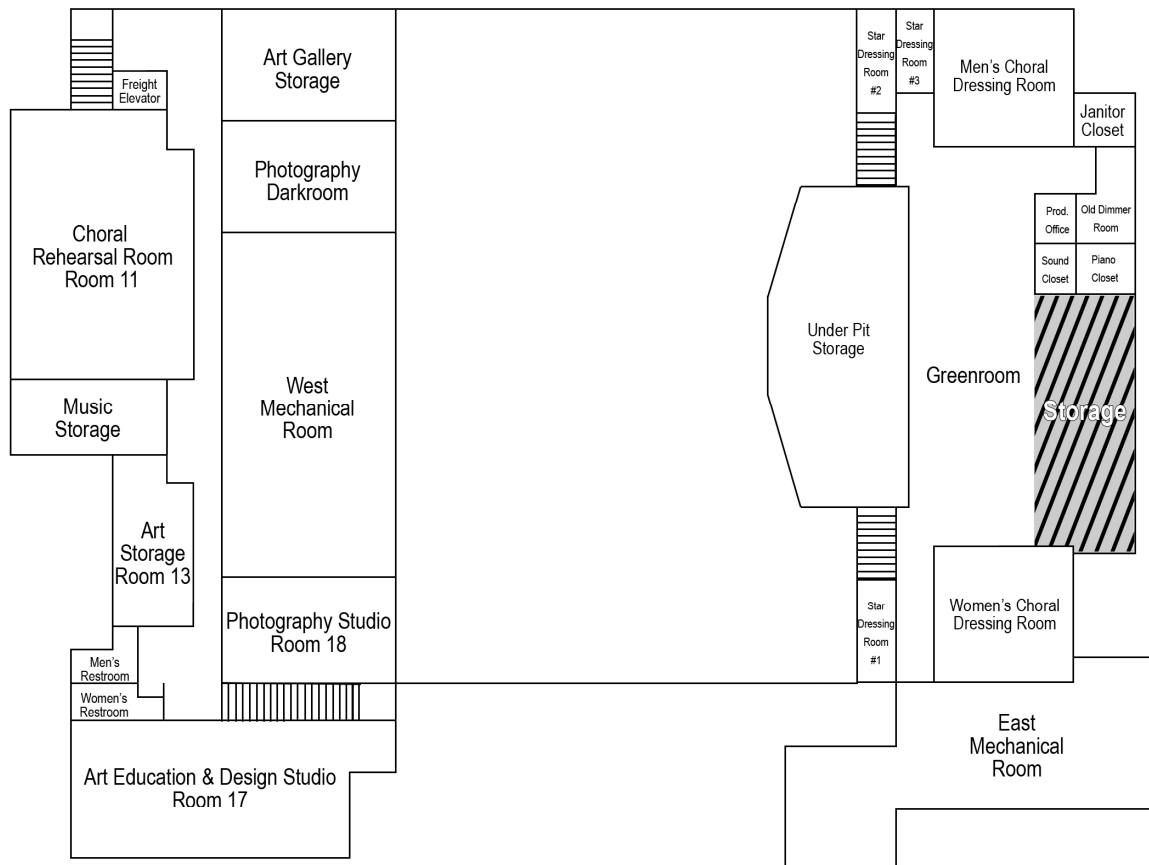 Art Gallery
Storage
Freight
Elevator
Photography
Darkroom
Choral
Rehearsal Room
Room 11
Music
Storage
West
Mechanical
Room
Art
Storage
Room 13
Photography Studio
Room 18
Men's
Restroom
Women's
Restroom
Art Education & Design Studio
Room 17
Star
Dressing
Room
#2
Star
Dressing
Room
#3
Men's Choral
Dressing Room
Janitor
Closet
Prod.
Office
Old Dimmer
Room
Sound
Closet
Piano
Closet
Under Pit
Storage
Greenroom
Storage
Star
Dressing
Room
#1
Women's Choral
Dressing Room
East
Mechanical
Room